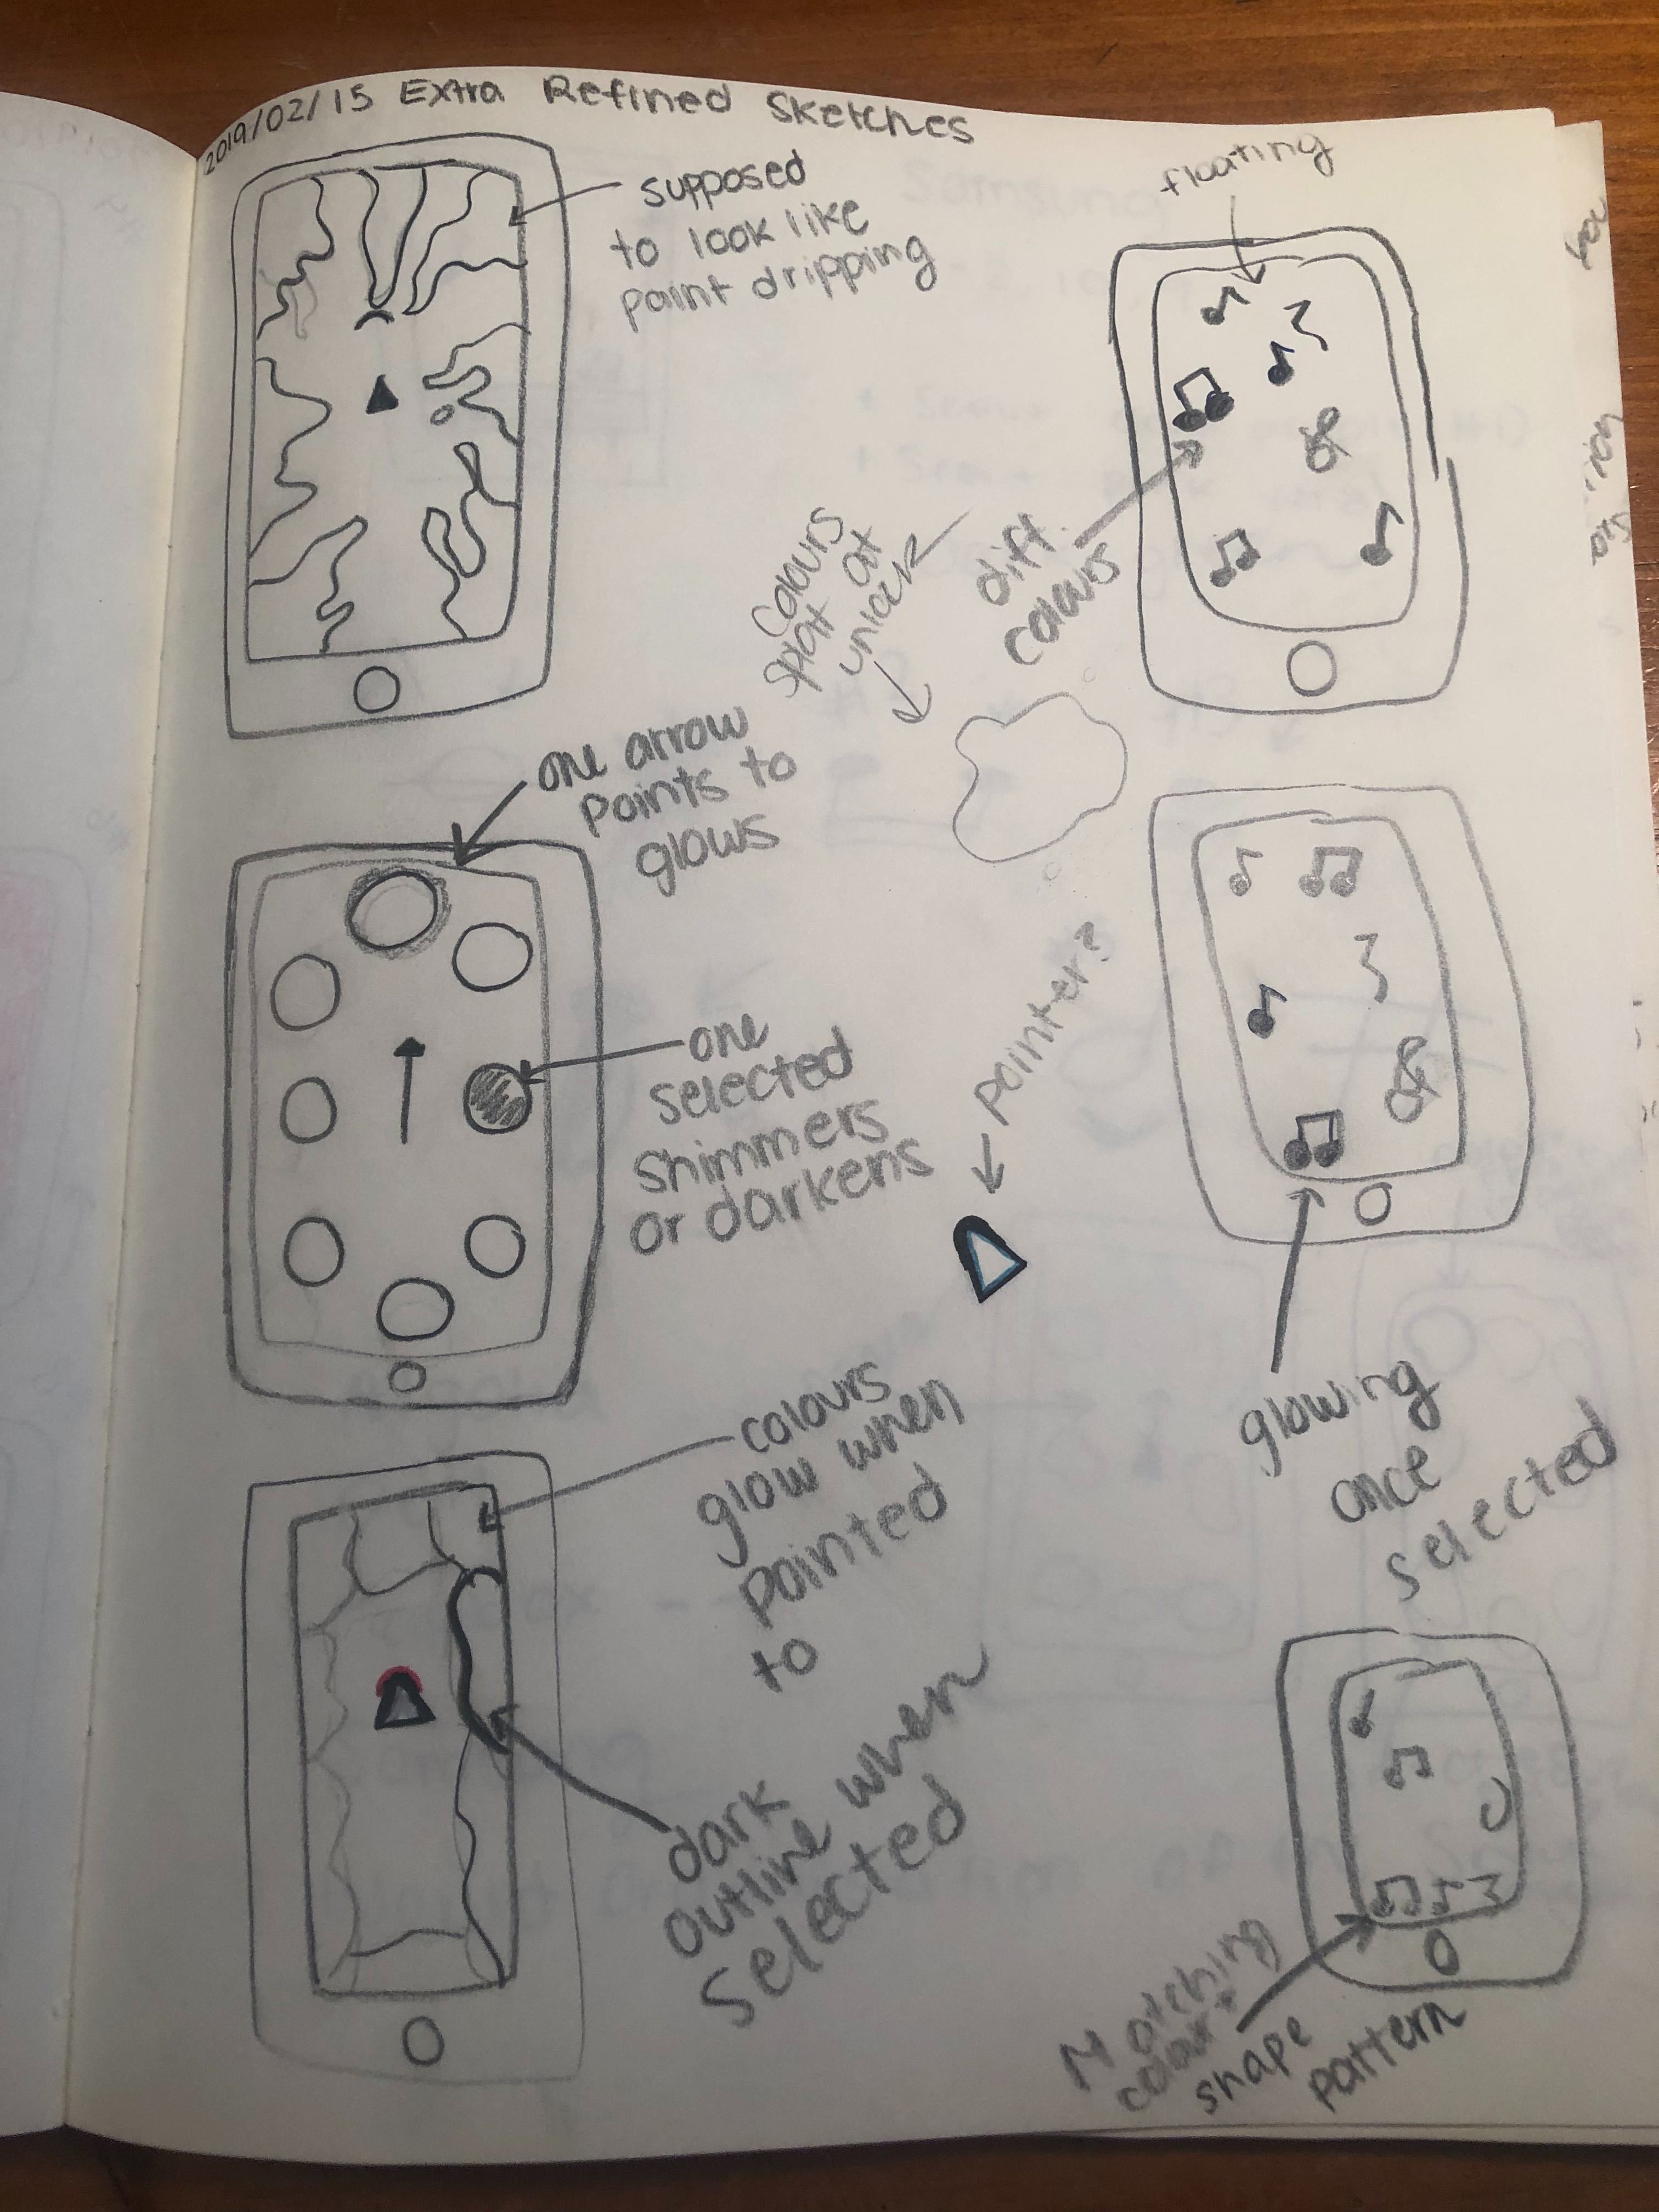 2019/02/15 Extra Refined Sketches
supposed
to look like
paint dripping
floating
diff
colours
colours
splat
at
unlock
one arrow
points to
glows
one
selected
shimmers
or darkens
pointer?
glowing
once
selected
colours
glow when
pointed
to
dark
outline when
selected
Matching
colour +
shape
pattern